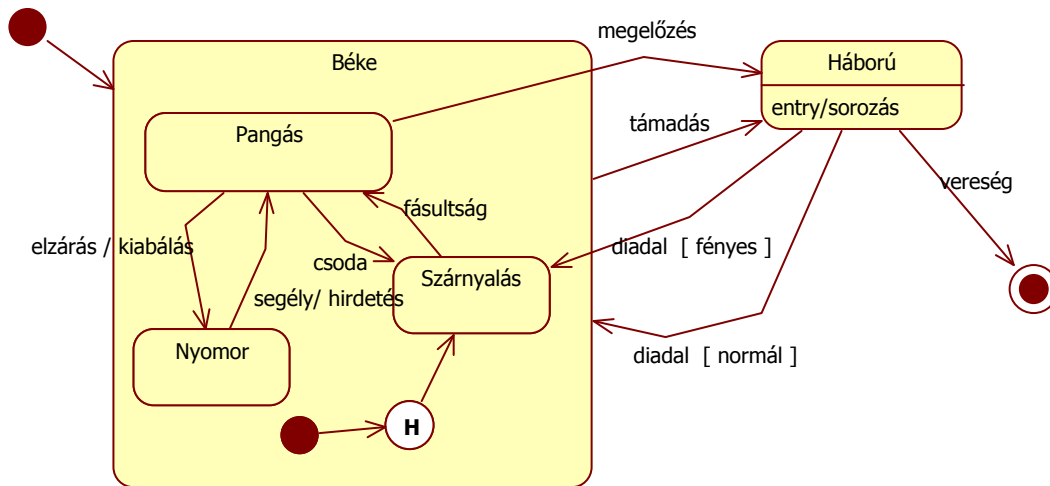 megelőzés
Béke
Háború
entry/sorozás
Pangás
támadás
vereség
fásultság
elzárás / kiabálás
diadal [ fényes ]
csoda
Szárnyalás
segély/ hirdetés
Nyomor
diadal [ normál ]
H